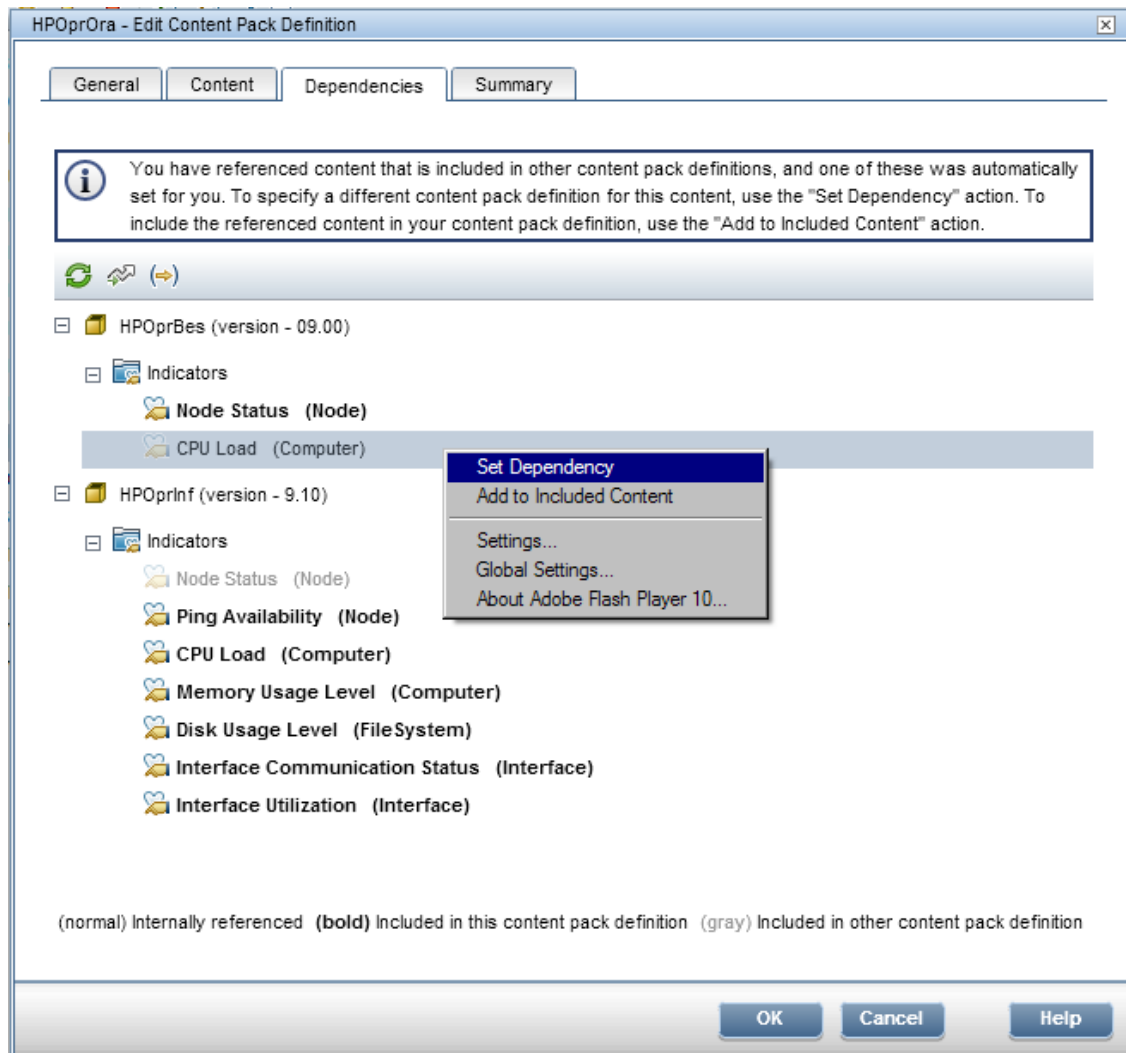 HPOprOra - Edit Content Pack Definition
General Content Dependencies Summary
You have referenced content that is included in other content pack definitions, and one of these was automatically
set for you. To specify a different content pack definition for this content, use the "Set Dependency" action. To
include the referenced content in your content pack definition, use the "Add to Included Content" action.
HPOprBes (version - 09.00)
Indicators
Node Status (Node)
CPU Load (Computer)
Set Dependency
Add to Included Content
Settings...
Global Settings...
About Adobe Flash Player 10...
HPOprInf (version - 9.10)
Indicators
Node Status (Node)
Ping Availability (Node)
CPU Load (Computer)
Memory Usage Level (Computer)
Disk Usage Level (FileSystem)
Interface Communication Status (Interface)
Interface Utilization (Interface)
(normal) Internally referenced (bold) Included in this content pack definition (gray) Included in other content pack definition
OK Cancel Help